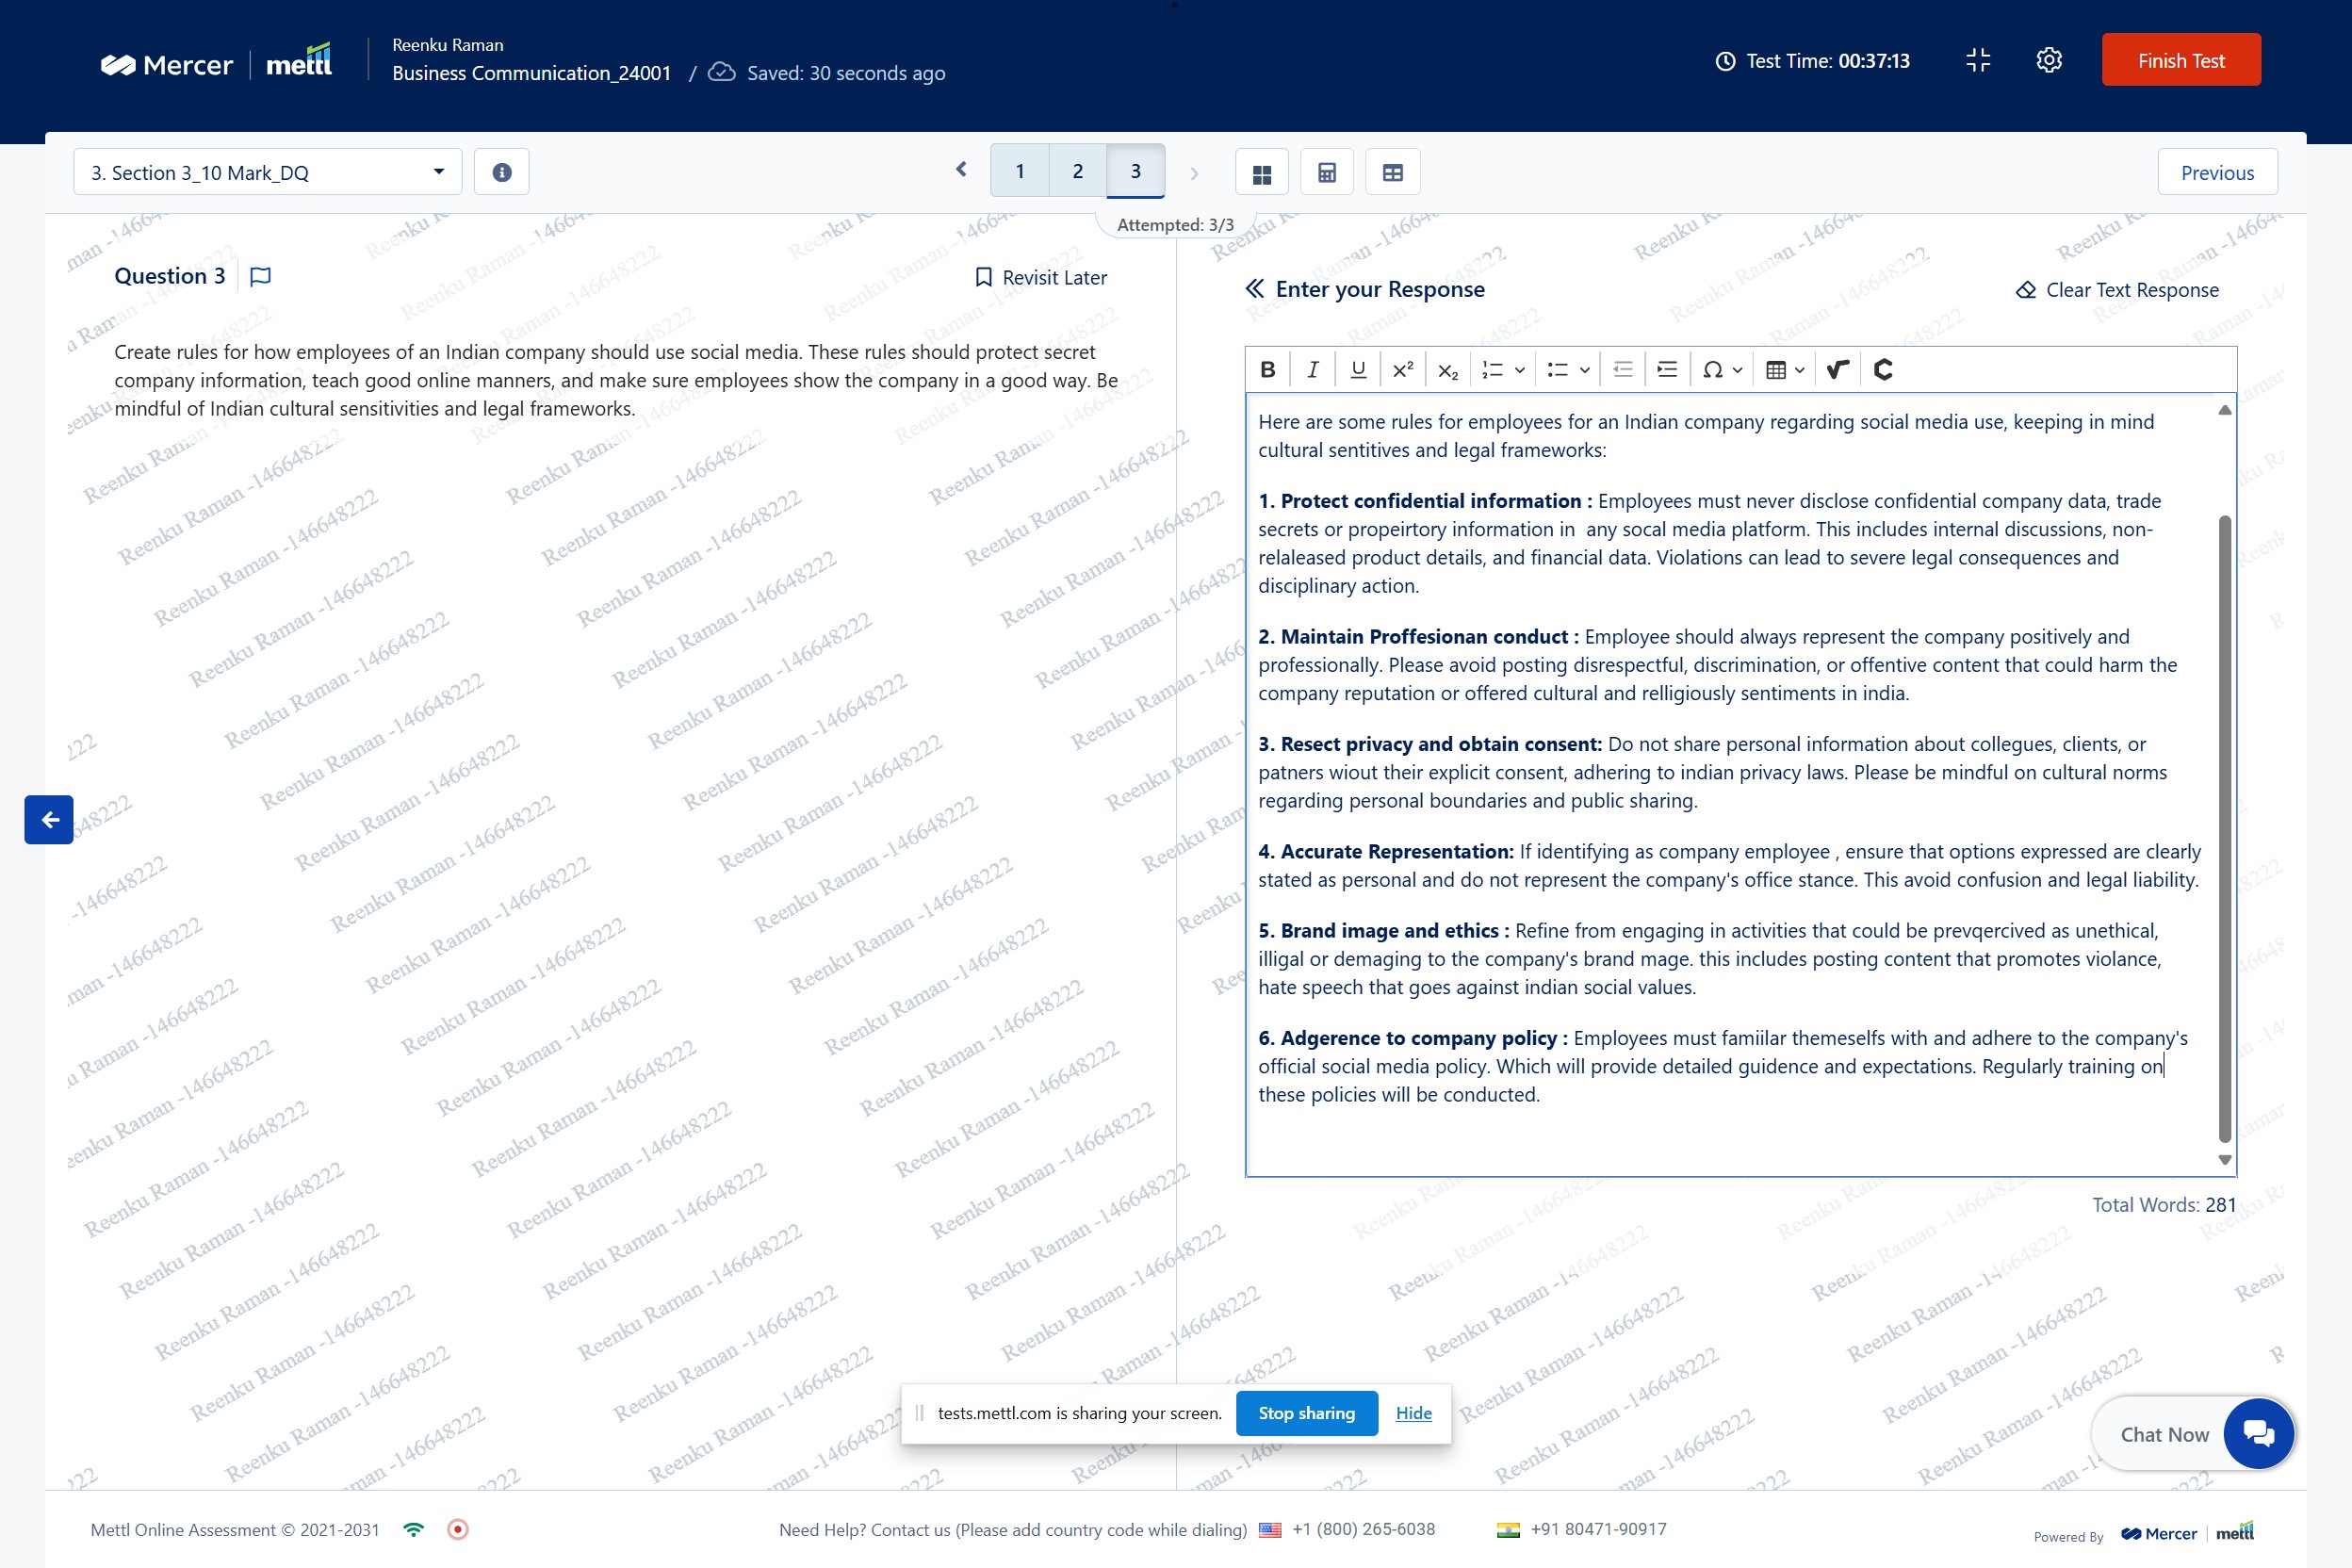 Mercer | mettl
Reenku Raman
Business Communication_24001 / Saved: 30 seconds ago
Test Time: 00:37:13
Finish Test
3. Section 3_10 Mark_DQ
1 2 3
Previous
Attempted: 3/3
Question 3
Revisit Later
Create rules for how employees of an Indian company should use social media. These rules should protect secret
company information, teach good online manners, and make sure employees show the company in a good way. Be
mindful of Indian cultural sensitivities and legal frameworks.
Enter your Response
Clear Text Response
B I U x² x₂ Ω
Here are some rules for employees for an Indian company regarding social media use, keeping in mind
cultural sentitives and legal frameworks:
1. Protect confidential information : Employees must never disclose confidential company data, trade
secrets or propeirtory information in  any socal media platform. This includes internal discussions, non-
relaleased product details, and financial data. Violations can lead to severe legal consequences and
disciplinary action.
2. Maintain Proffesionan conduct : Employee should always represent the company positively and
professionally. Please avoid posting disrespectful, discrimination, or offentive content that could harm the
company reputation or offered cultural and relligiously sentiments in india.
3. Resect privacy and obtain consent: Do not share personal information about collegues, clients, or
patners wiout their explicit consent, adhering to indian privacy laws. Please be mindful on cultural norms
regarding personal boundaries and public sharing.
4. Accurate Representation: If identifying as company employee , ensure that options expressed are clearly
stated as personal and do not represent the company's office stance. This avoid confusion and legal liability.
5. Brand image and ethics : Refine from engaging in activities that could be prevqercived as unethical,
illigal or demaging to the company's brand mage. this includes posting content that promotes violance,
hate speech that goes against indian social values.
6. Adgerence to company policy : Employees must famiilar themeselfs with and adhere to the company's
official social media policy. Which will provide detailed guidence and expectations. Regularly training on
these policies will be conducted.
Total Words: 281
Reenku Raman -146648222
tests.mettl.com is sharing your screen.
Stop sharing
Hide
Chat Now
Mettl Online Assessment © 2021-2031
Need Help? Contact us (Please add country code while dialing) +1 (800) 265-6038 +91 80471-90917
Powered By Mercer | mettl